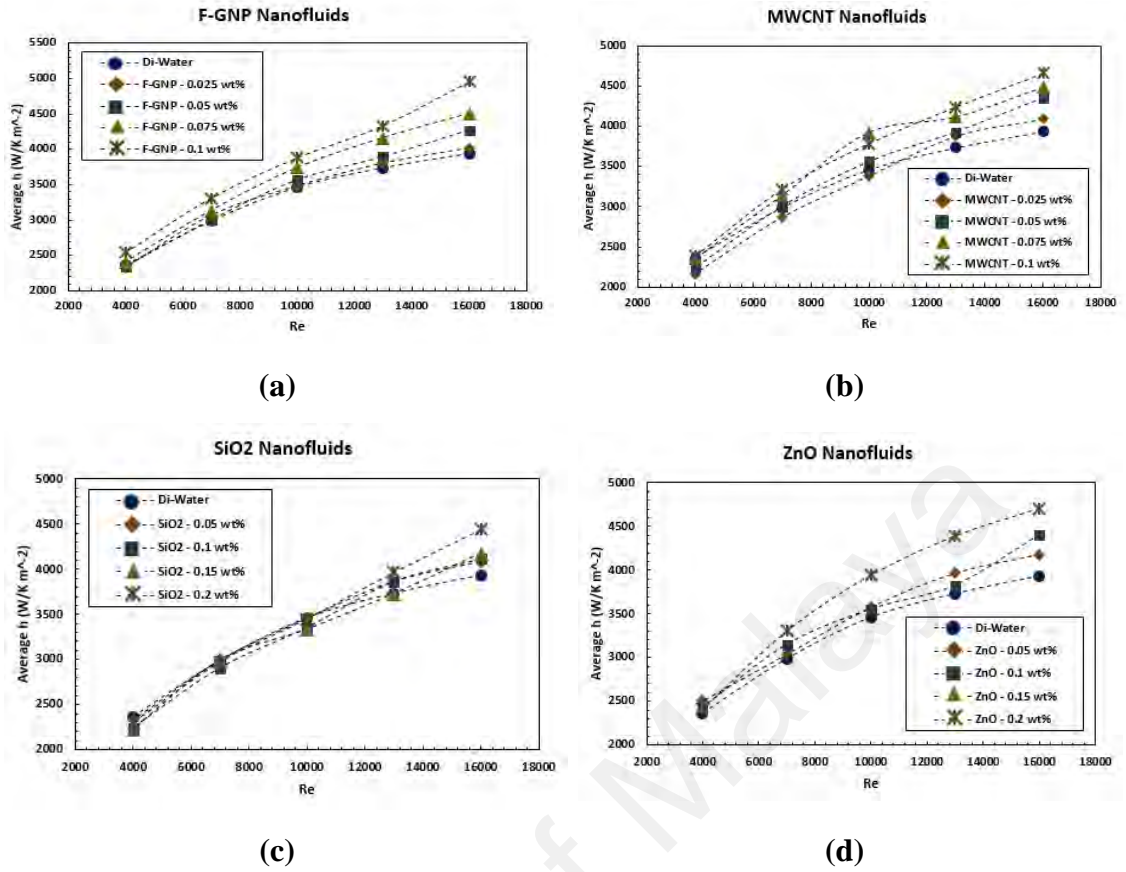 F-GNP Nanofluids
5500
5000
4500
4000
3500
3000
2500
2000
Average h (W/K m^-2)
Di-Water
F-GNP - 0.025 wt%
F-GNP - 0.05 wt%
F-GNP - 0.075 wt%
F-GNP - 0.1 wt%
2000 4000 6000 8000 10000 12000 14000 16000 18000
Re
(a)
MWCNT Nanofluids
5000
4500
4000
3500
3000
2500
2000
Average h (W/K m^-2)
Di-Water
MWCNT - 0.025 wt%
MWCNT - 0.05 wt%
MWCNT - 0.075 wt%
MWCNT - 0.1 wt%
2000 4000 6000 8000 10000 12000 14000 16000 18000
Re
(b)
SiO2 Nanofluids
5000
4500
4000
3500
3000
2500
2000
Average h (W/K m^-2)
Di-Water
SiO2 - 0.05 wt%
SiO2 - 0.1 wt%
SiO2 - 0.15 wt%
SiO2 - 0.2 wt%
2000 4000 6000 8000 10000 12000 14000 16000 18000
Re
(c)
ZnO Nanofluids
5000
4500
4000
3500
3000
2500
2000
Average h (W/K m^-2)
Di-Water
ZnO - 0.05 wt%
ZnO - 0.1 wt%
ZnO - 0.15 wt%
ZnO - 0.2 wt%
2000 4000 6000 8000 10000 12000 14000 16000 18000
Re
(d)
of Malaya